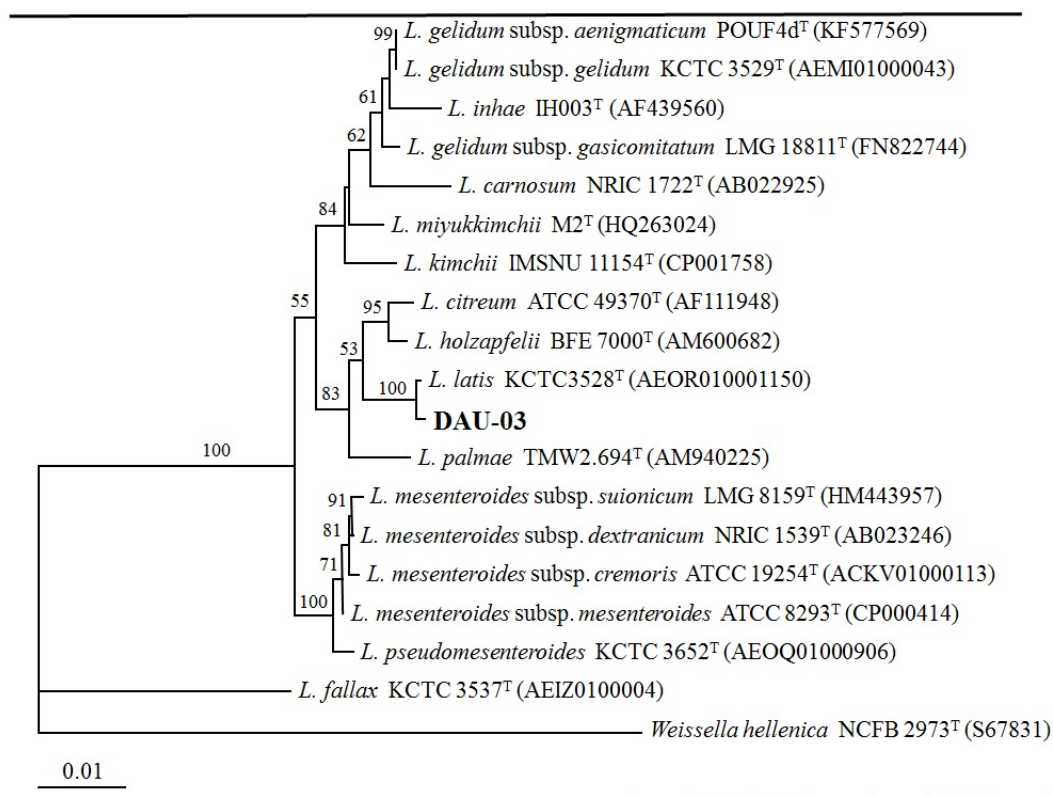 99
L. gelidum subsp. aenigmaticum POUF4dᵀ (KF577569)
L. gelidum subsp. gelidum KCTC 3529ᵀ (AEMI01000043)
61
L. inhae IH003ᵀ (AF439560)
62
L. gelidum subsp. gasicomitatum LMG 18811ᵀ (FN822744)
L. carnosum NRIC 1722ᵀ (AB022925)
84
L. miyukkimchii M2ᵀ (HQ263024)
L. kimchii IMSNU 11154ᵀ (CP001758)
55
95
L. citreum ATCC 49370ᵀ (AF111948)
L. holzapfelii BFE 7000ᵀ (AM600682)
53
100
L. latis KCTC3528ᵀ (AEOR010001150)
83
DAU-03
100
L. palmae TMW2.694ᵀ (AM940225)
91
L. mesenteroides subsp. suionicum LMG 8159ᵀ (HM443957)
81
L. mesenteroides subsp. dextranicum NRIC 1539ᵀ (AB023246)
71
L. mesenteroides subsp. cremoris ATCC 19254ᵀ (ACKV01000113)
100
L. mesenteroides subsp. mesenteroides ATCC 8293ᵀ (CP000414)
L. pseudomesenteroides KCTC 3652ᵀ (AEOQ01000906)
L. fallax KCTC 3537ᵀ (AEIZ0100004)
Weissella hellenica NCFB 2973ᵀ (S67831)
0.01